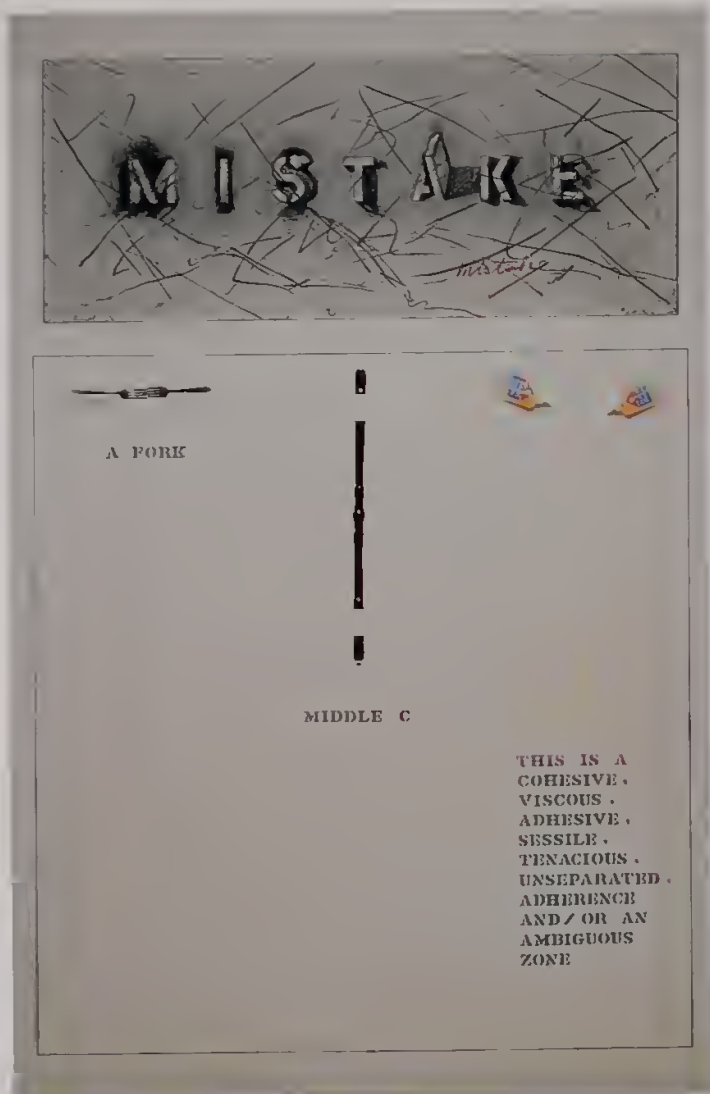 MISTAKE
mistake
A FORK
MIDDLE C
THIS IS A
COHESIVE,
VISCOUS,
ADHESIVE,
SESSILE,
TENACIOUS,
UNSEPARATED,
ADHERENCE
AND/OR AN
AMBIGUOUS
ZONE